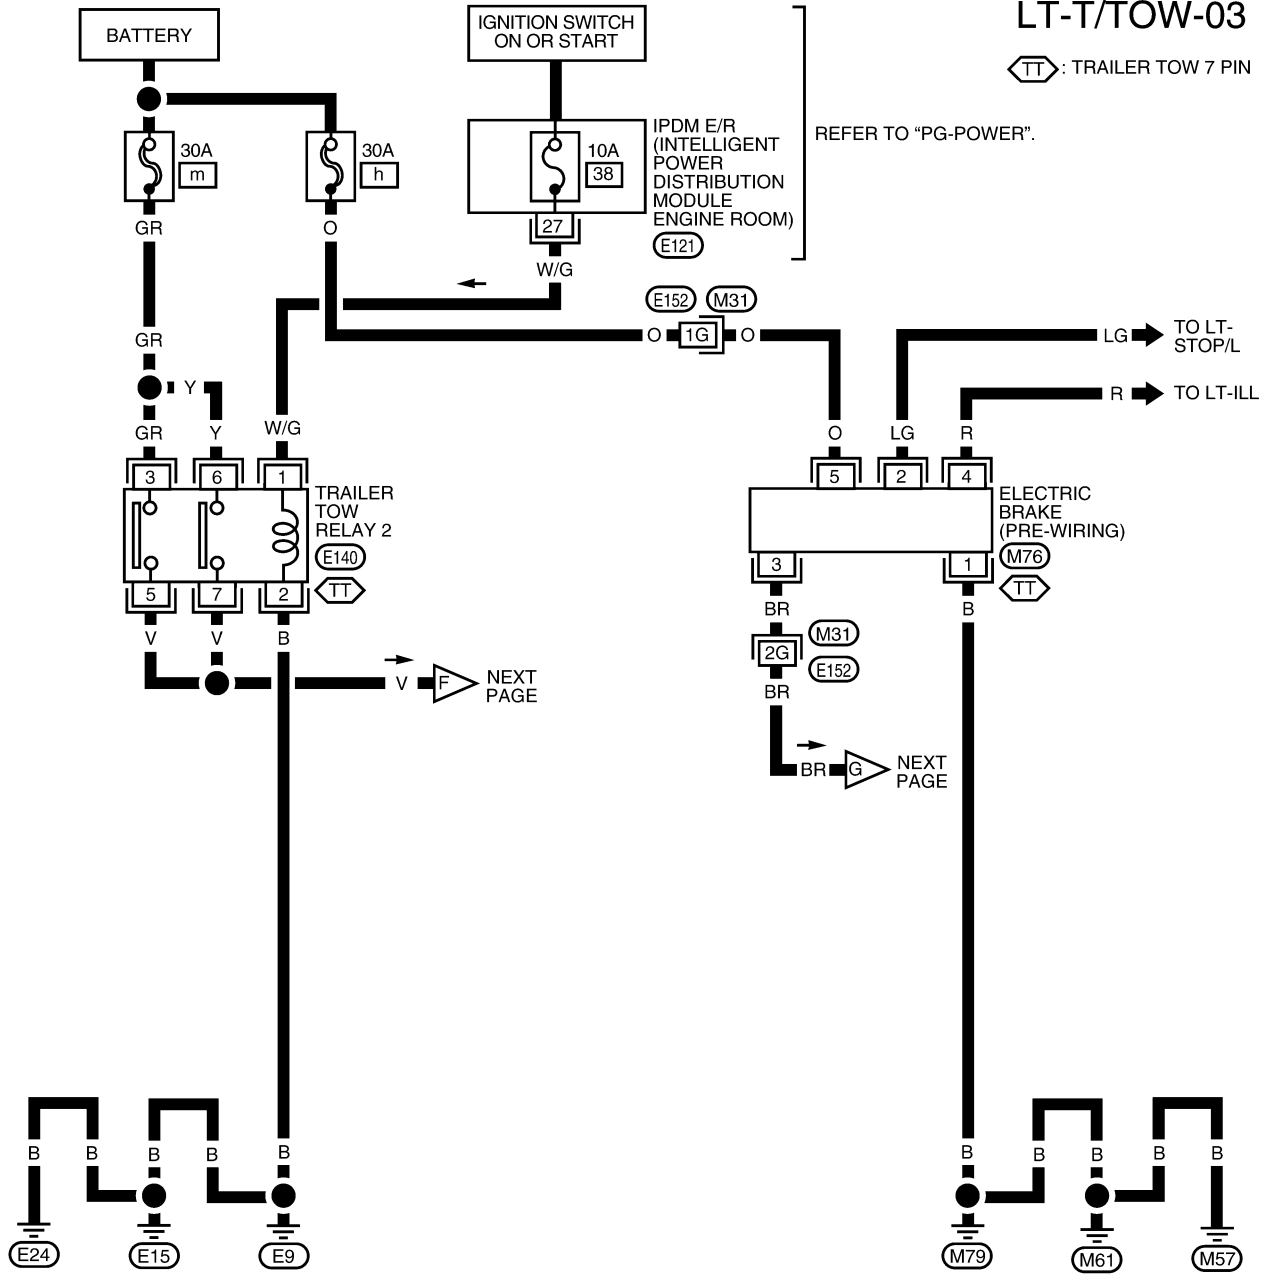 LT-T/TOW-03
TT : TRAILER TOW 7 PIN
BATTERY
IGNITION SWITCH
ON OR START
REFER TO “PG-POWER”.
30A
m
30A
h
10A
38
IPDM E/R
(INTELLIGENT
POWER
DISTRIBUTION
MODULE
ENGINE ROOM)
E121
27
GR
O
W/G
E152
M31
O
1G
O
LG
TO LT-
STOP/L
R
TO LT-ILL
GR
Y
GR
Y
W/G
O
LG
R
3
6
1
5
2
4
TRAILER
TOW
RELAY 2
E140
TT
ELECTRIC
BRAKE
(PRE-WIRING)
M76
TT
5
7
2
3
1
V
V
B
BR
B
M31
2G
E152
V
F
NEXT
PAGE
BR
BR
G
NEXT
PAGE
B
B
B
B
B
B
B
B
B
B
E24
E15
E9
M79
M61
M57